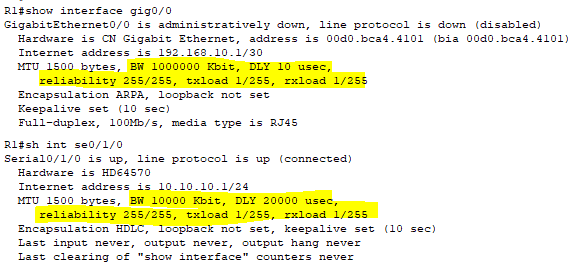 R1#show interface gig0/0
GigabitEthernet0/0 is administratively down, line protocol is down (disabled)
Hardware is CN Gigabit Ethernet, address is 00d0.bca4.4101 (bia 00d0.bca4.4101)
Internet address is 192.168.10.1/30
MTU 1500 bytes, BW 1000000 Kbit, DLY 10 usec,
reliability 255/255, txload 1/255, rxload 1/255
Encapsulation ARPA, loopback not set
Keepalive set (10 sec)
Full-duplex, 100Mb/s, media type is RJ45
R1#sh int se0/1/0
Serial0/1/0 is up, line protocol is up (connected)
Hardware is HD64570
Internet address is 10.10.10.1/24
MTU 1500 bytes, BW 10000 Kbit, DLY 20000 usec,
reliability 255/255, txload 1/255, rxload 1/255
Encapsulation HDLC, loopback not set, keepalive set (10 sec)
Last input never, output never, output hang never
Last clearing of "show interface" counters never